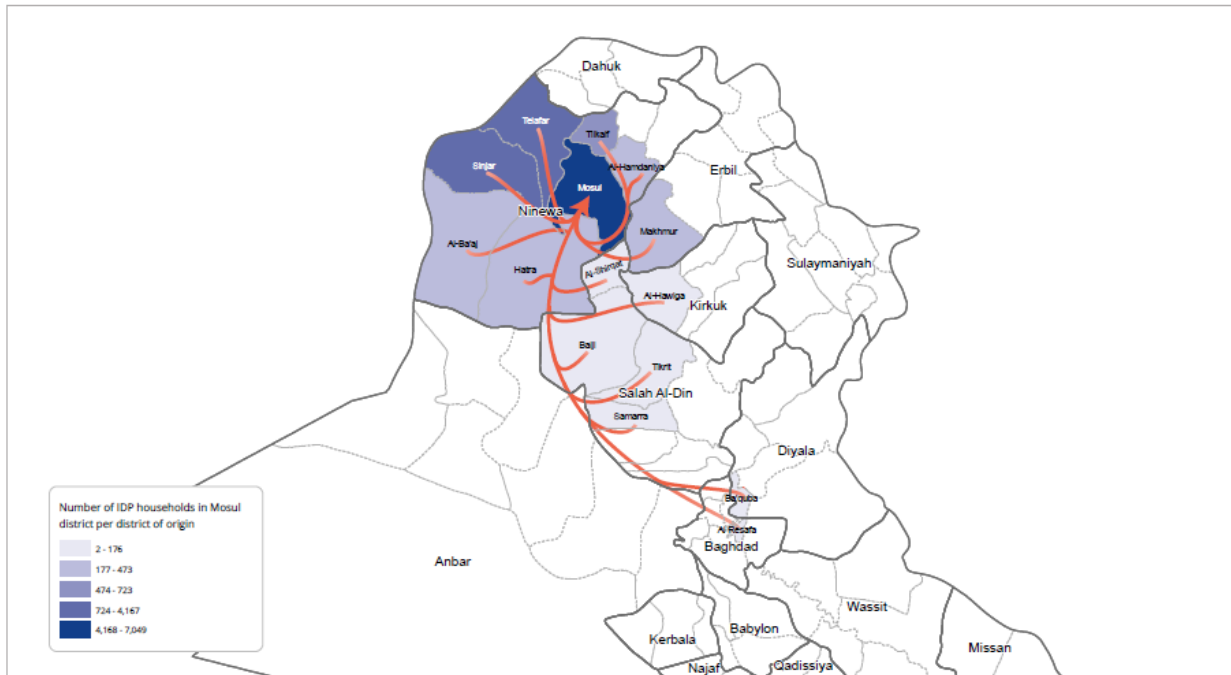 Dahuk
Telafar
Tilkaif
Al-Hamdaniya
Sinjar
Erbil
Mosul
Ninewa
Makhmur
Al-Ba'aj
Sulaymaniyah
Hatra
Al-Shirqat
Al-Hawiga
Kirkuk
Baiji
Tikrit
Salah Al-Din
Samarra
Diyala
Ba'quba
Al Resafa
Baghdad
Anbar
Wassit
Babylon
Kerbala
Missan
Najaf
Qadissiya
Number of IDP households in Mosul
district per district of origin
2 - 176
177 - 473
474 - 723
724 - 4,167
4,168 - 7,049